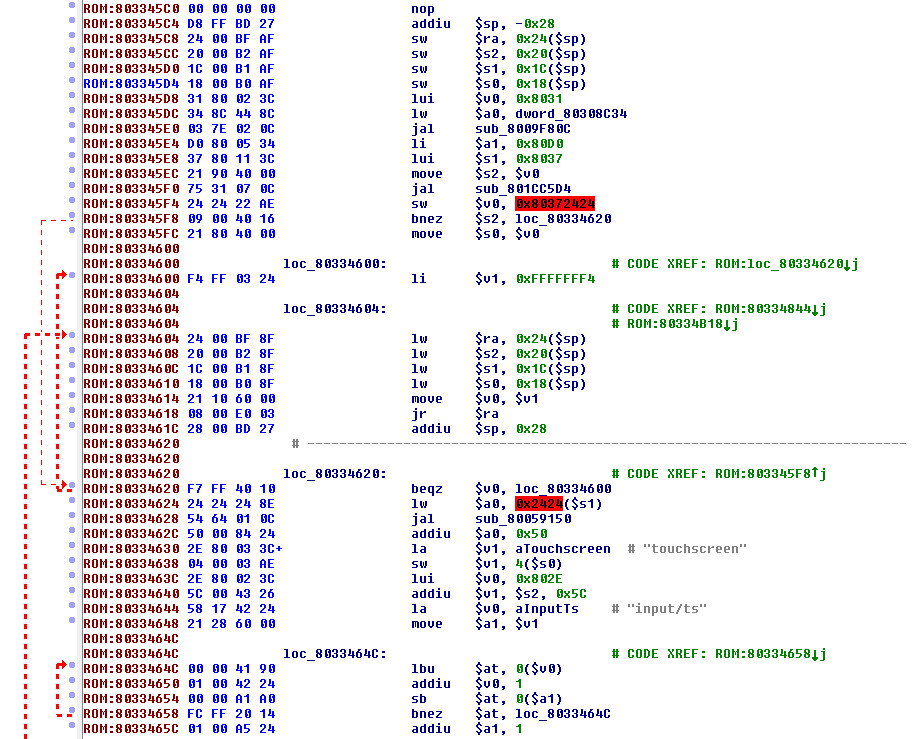 ROM:803345C0 00 00 00 00 nop
ROM:803345C4 D8 FF BD 27 addiu $sp, -0x28
ROM:803345C8 24 00 BF AF sw $ra, 0x24($sp)
ROM:803345CC 20 00 B2 AF sw $s2, 0x20($sp)
ROM:803345D0 1C 00 B1 AF sw $s1, 0x1C($sp)
ROM:803345D4 18 00 B0 AF sw $s0, 0x18($sp)
ROM:803345D8 31 80 02 3C lui $v0, 0x8031
ROM:803345DC 34 8C 44 8C lw $a0, dword_80308C34
ROM:803345E0 03 7E 02 0C jal sub_8009F80C
ROM:803345E4 D0 80 05 34 li $a1, 0x80D0
ROM:803345E8 37 80 11 3C lui $s1, 0x8037
ROM:803345EC 21 90 40 00 move $s2, $v0
ROM:803345F0 75 31 07 0C jal sub_801CC5D4
ROM:803345F4 24 24 22 AE sw $v0, 0x80372424
ROM:803345F8 09 00 40 16 bnez $s2, loc_80334620
ROM:803345FC 21 80 40 00 move $s0, $v0
ROM:80334600
ROM:80334600 loc_80334600: # CODE XREF: ROM:loc_80334620↓j
ROM:80334600 F4 FF 03 24 li $v1, 0xFFFFFFF4
ROM:80334604
ROM:80334604 loc_80334604: # CODE XREF: ROM:80334844↓j
ROM:80334604 # ROM:80334B18↓j
ROM:80334604 24 00 BF 8F lw $ra, 0x24($sp)
ROM:80334608 20 00 B2 8F lw $s2, 0x20($sp)
ROM:8033460C 1C 00 B1 8F lw $s1, 0x1C($sp)
ROM:80334610 18 00 B0 8F lw $s0, 0x18($sp)
ROM:80334614 21 10 60 00 move $v0, $v1
ROM:80334618 08 00 E0 03 jr $ra
ROM:8033461C 28 00 BD 27 addiu $sp, 0x28
ROM:80334620 # ---------------------------------------------------------------------------
ROM:80334620
ROM:80334620 loc_80334620: # CODE XREF: ROM:803345F8↑j
ROM:80334620 F7 FF 40 10 beqz $v0, loc_80334600
ROM:80334624 24 24 24 8E lw $a0, 0x2424($s1)
ROM:80334628 54 64 01 0C jal sub_80059150
ROM:8033462C 50 00 84 24 addiu $a0, 0x50
ROM:80334630 2E 80 03 3C+ la $v1, aTouchscreen # "touchscreen"
ROM:80334638 04 00 03 AE sw $v1, 4($s0)
ROM:8033463C 2E 80 02 3C lui $v0, 0x802E
ROM:80334640 5C 00 43 26 addiu $v1, $s2, 0x5C
ROM:80334644 58 17 42 24 la $v0, aInputTs # "input/ts"
ROM:80334648 21 28 60 00 move $a1, $v1
ROM:8033464C
ROM:8033464C loc_8033464C: # CODE XREF: ROM:80334658↓j
ROM:8033464C 00 00 41 90 lbu $at, 0($v0)
ROM:80334650 01 00 42 24 addiu $v0, 1
ROM:80334654 00 00 A1 A0 sb $at, 0($a1)
ROM:80334658 FC FF 20 14 bnez $at, loc_8033464C
ROM:8033465C 01 00 A5 24 addiu $a1, 1